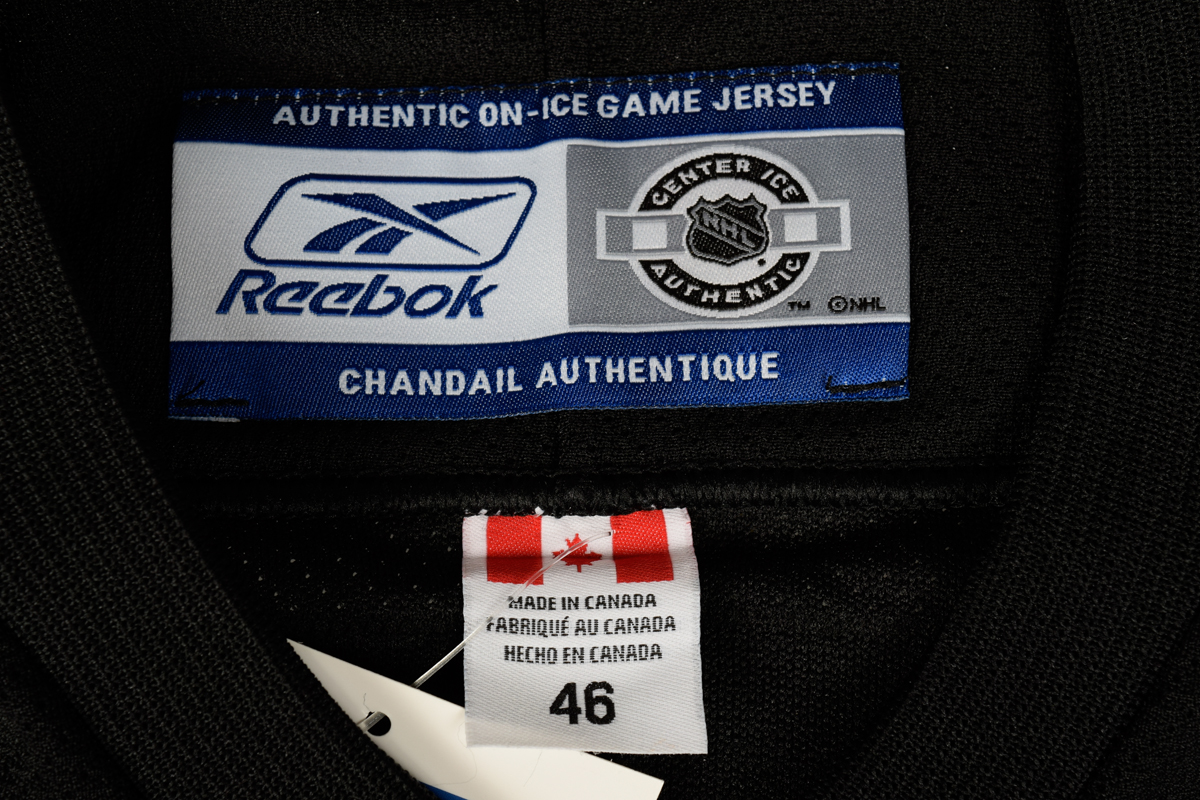 AUTHENTIC ON-ICE GAME JERSEY
Reebok
CENTER ICE
NHL
AUTHENTIC
TM ©NHL
CHANDAIL AUTHENTIQUE
MADE IN CANADA
FABRIQUÉ AU CANADA
HECHO EN CANADA
46